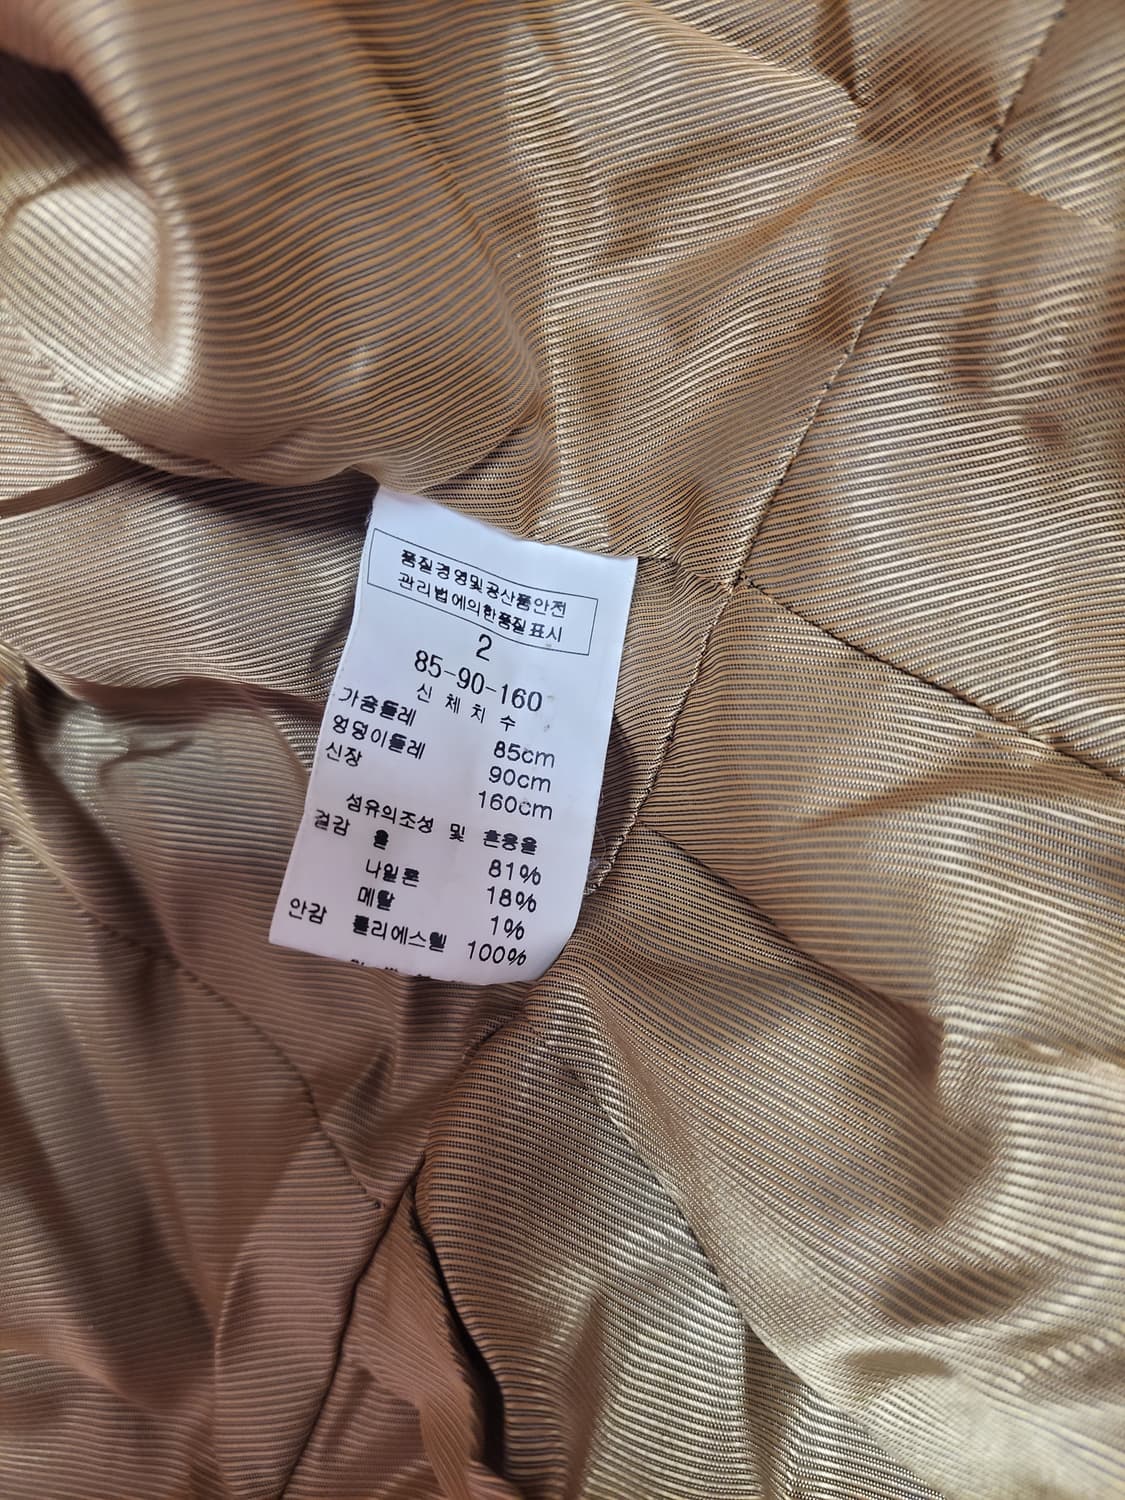 품질경영및공산품안전
관리법에의한품질표시
2
85-90-160
신 체 치 수
가슴둘레 85cm
엉덩이둘레 90cm
신장 160cm
섬유의조성 및 혼용율
겉감 울 81%
나일론 18%
메탈 1%
안감 폴리에스텔 100%